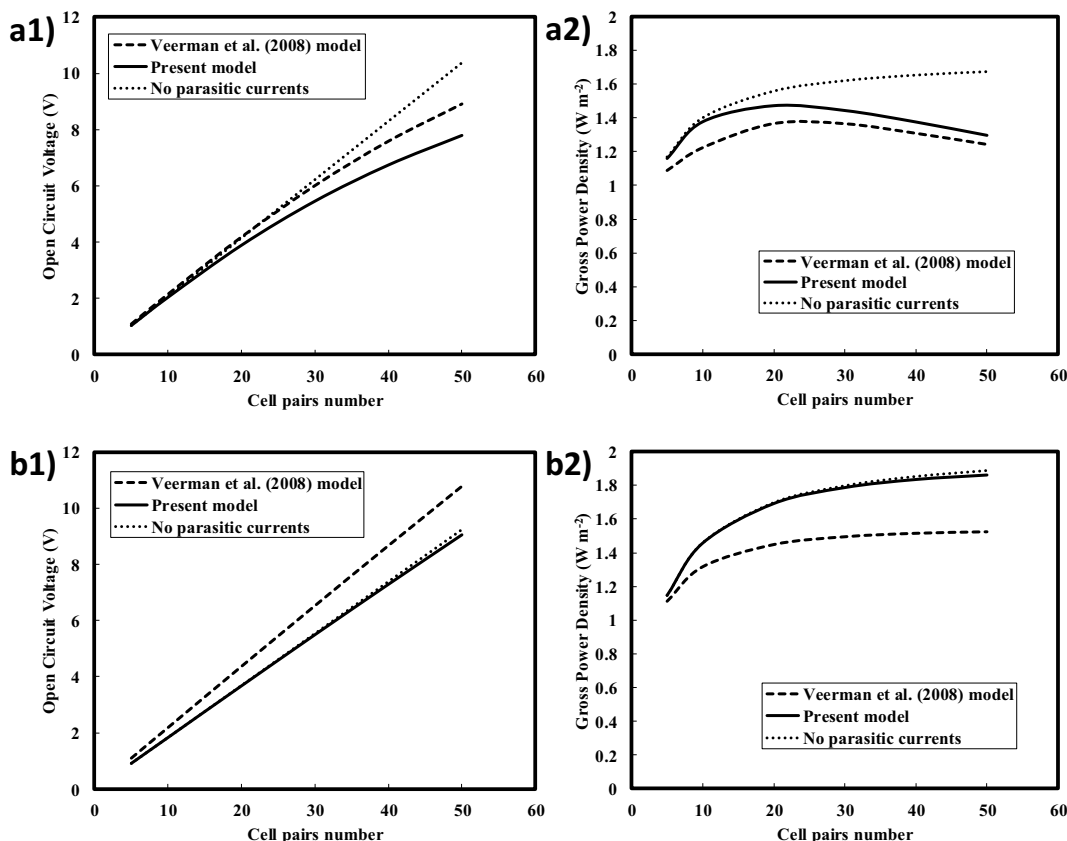 a1)
Open Circuit Voltage (V)
12
10
8
6
4
2
0
Veerman et al. (2008) model
Present model
No parasitic currents
0 10 20 30 40 50 60
Cell pairs number
a2)
Gross Power Density (W m-2)
2
1.8
1.6
1.4
1.2
1
0.8
0.6
0.4
0.2
0
Veerman et al. (2008) model
Present model
No parasitic currents
0 10 20 30 40 50 60
Cell pairs number
b1)
Open Circuit Voltage (V)
12
10
8
6
4
2
0
Veerman et al. (2008) model
Present model
No parasitic currents
0 10 20 30 40 50 60
Cell pairs number
b2)
Gross Power Density (W m-2)
2
1.8
1.6
1.4
1.2
1
0.8
0.6
0.4
0.2
0
Veerman et al. (2008) model
Present model
No parasitic currents
0 10 20 30 40 50 60
Cell pairs number